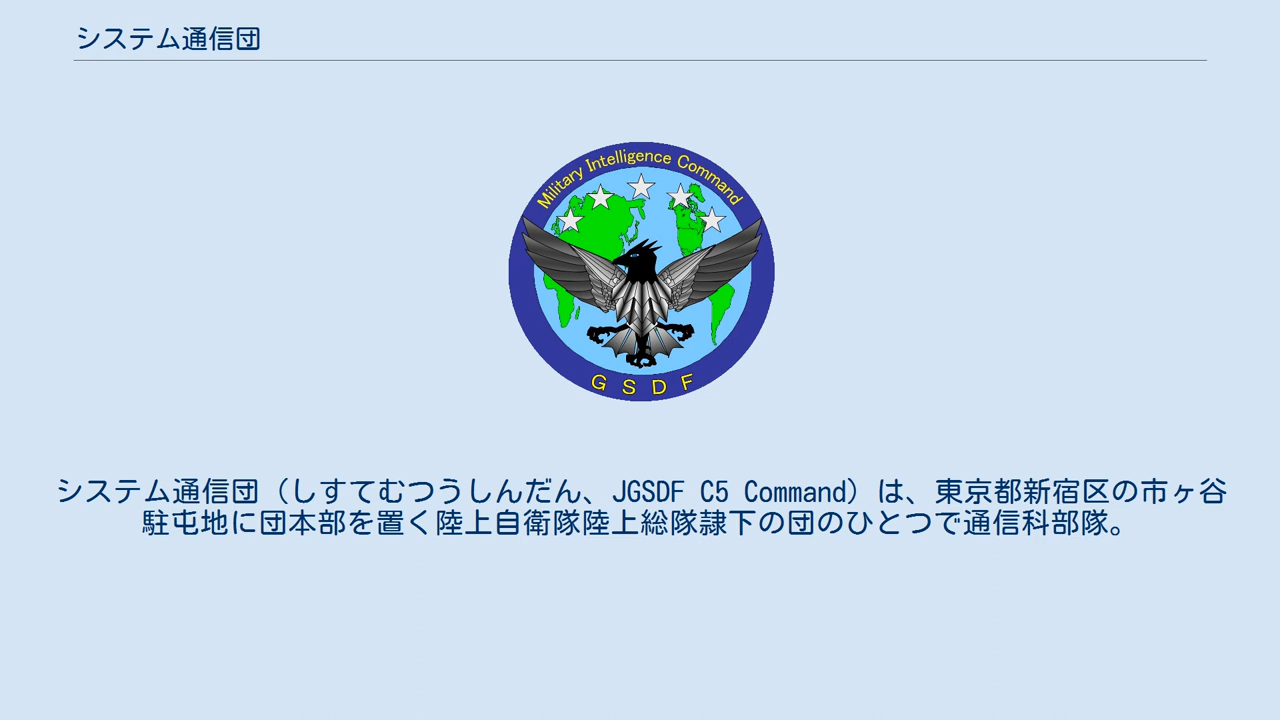 システム通信団
Military Intelligence Command
GSDF
システム通信団（しすてむつうしんだん、JGSDF C5 Command）は、東京都新宿区の市ヶ谷
駐屯地に団本部を置く陸上自衛隊陸上総隊隷下の団のひとつで通信科部隊。